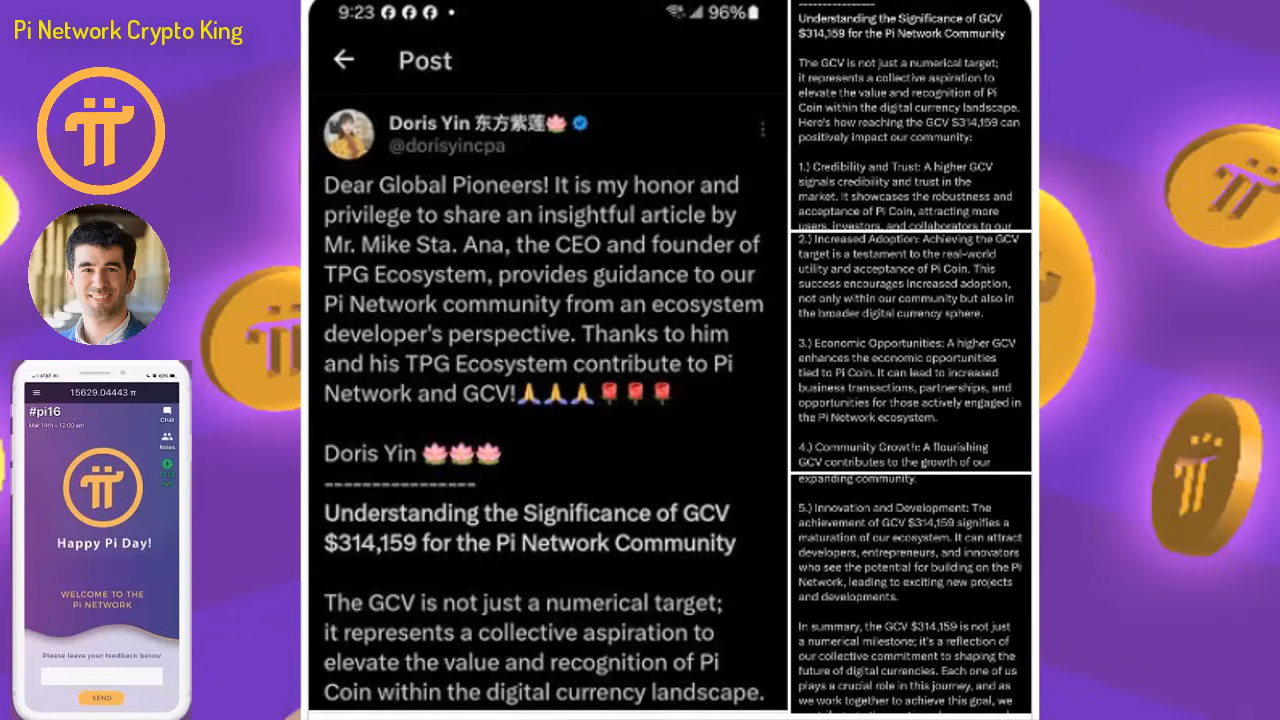 Pi Network Crypto King
9:23
96%
Post
Doris Yin 东方紫莲
@dorisyincpa
Dear Global Pioneers! It is my honor and
privilege to share an insightful article by
Mr. Mike Sta. Ana, the CEO and founder of
TPG Ecosystem, provides guidance to our
Pi Network community from an ecosystem
developer's perspective. Thanks to him
and his TPG Ecosystem contribute to Pi
Network and GCV!🙏🙏🙏🌹🌹🌹
Doris Yin 🪷🪷🪷
----------------
Understanding the Significance of GCV
$314,159 for the Pi Network Community
The GCV is not just a numerical target;
it represents a collective aspiration to
elevate the value and recognition of Pi
Coin within the digital currency landscape.
----------------
Understanding the Significance of GCV
$314,159 for the Pi Network Community
The GCV is not just a numerical target;
it represents a collective aspiration to
elevate the value and recognition of Pi
Coin within the digital currency landscape.
Here's how reaching the GCV $314,159 can
positively impact our community:
1.) Credibility and Trust: A higher GCV
signals credibility and trust in the
market. It showcases the robustness and
acceptance of Pi Coin, attracting more
users, investors, and collaborators to our
2.) Increased Adoption: Achieving the GCV
target is a testament to the real-world
utility and acceptance of Pi Coin. This
success encourages increased adoption,
not only within our community but also in
the broader digital currency sphere.
3.) Economic Opportunities: A higher GCV
enhances the economic opportunities
tied to Pi Coin. It can lead to increased
business transactions, partnerships, and
opportunities for those actively engaged in
the Pi Network ecosystem.
4.) Community Growth: A flourishing
GCV contributes to the growth of our
expanding community.
5.) Innovation and Development: The
achievement of GCV $314,159 signifies a
maturation of our ecosystem. It can attract
developers, entrepreneurs, and innovators
who see the potential for building on the Pi
Network, leading to exciting new projects
and developments.
In summary, the GCV $314,159 is not just
a numerical milestone; it's a reflection of
our collective commitment to shaping the
future of digital currencies. Each one of us
plays a crucial role in this journey, and as
we work together to achieve this goal, we
15629.04443 π
#pi16
Mar 14th - 12:00 am
Chat
Roles
Happy Pi Day!
WELCOME TO THE
Pi NETWORK
Please leave your feedback below
SEND